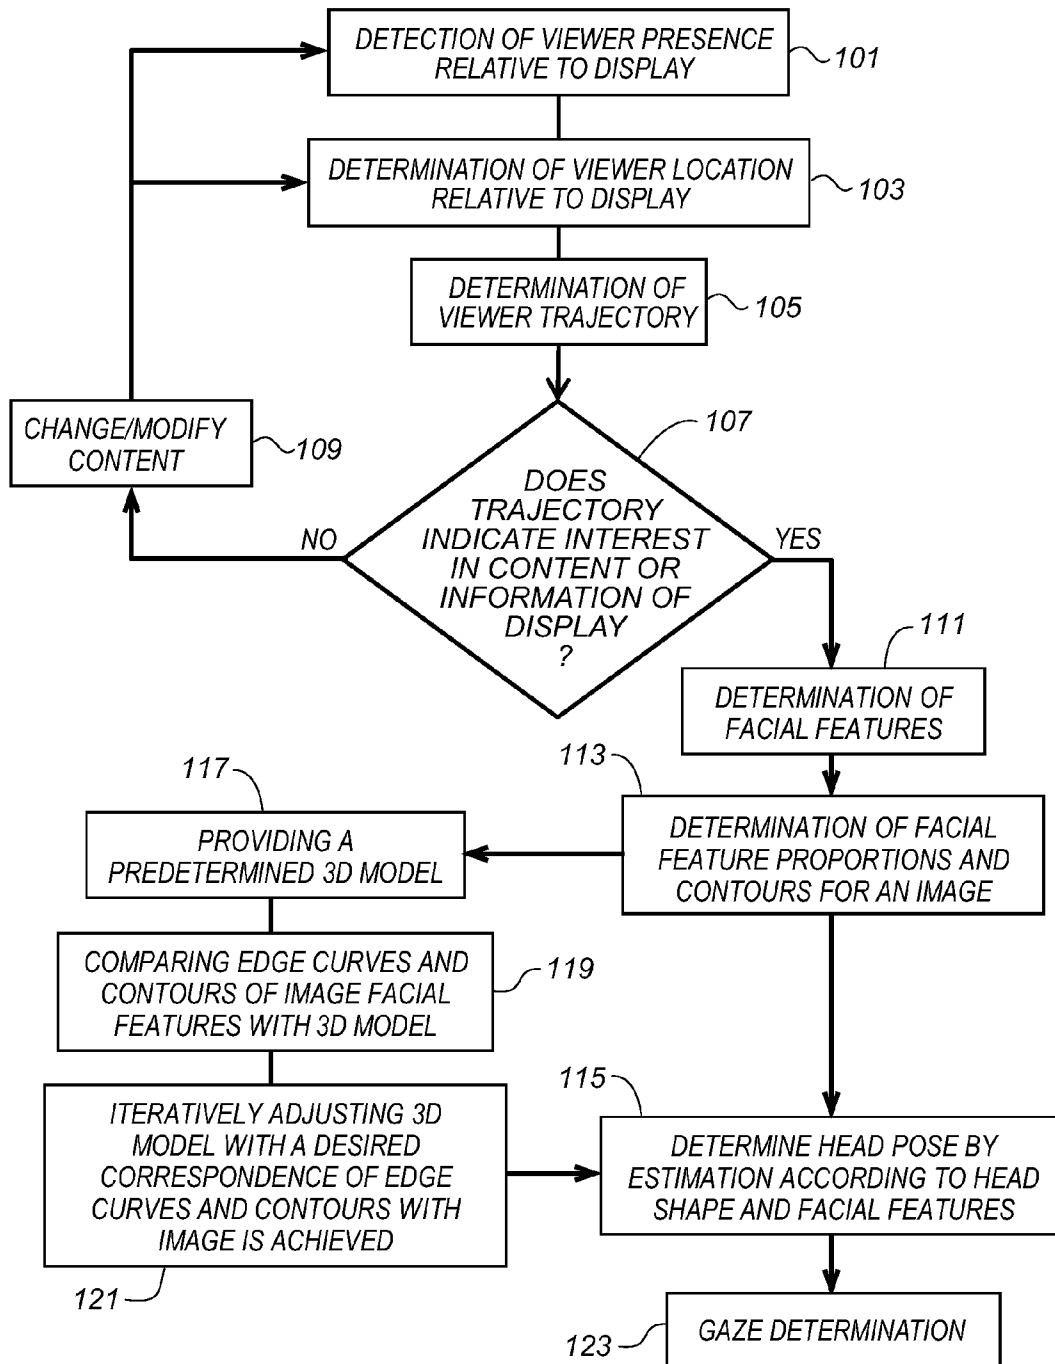 DETECTION OF VIEWER PRESENCE
RELATIVE TO DISPLAY
101
DETERMINATION OF VIEWER LOCATION
RELATIVE TO DISPLAY
103
DETERMINATION OF
VIEWER TRAJECTORY
105
CHANGE/MODIFY
CONTENT
109
107
DOES
TRAJECTORY
INDICATE INTEREST
IN CONTENT OR
INFORMATION OF
DISPLAY
?
NO
YES
111
DETERMINATION OF
FACIAL FEATURES
113
DETERMINATION OF FACIAL
FEATURE PROPORTIONS AND
CONTOURS FOR AN IMAGE
117
PROVIDING A
PREDETERMINED 3D MODEL
COMPARING EDGE CURVES AND
CONTOURS OF IMAGE FACIAL
FEATURES WITH 3D MODEL
119
ITERATIVELY ADJUSTING 3D
MODEL WITH A DESIRED
CORRESPONDENCE OF EDGE
CURVES AND CONTOURS WITH
IMAGE IS ACHIEVED
121
115
DETERMINE HEAD POSE BY
ESTIMATION ACCORDING TO HEAD
SHAPE AND FACIAL FEATURES
123
GAZE DETERMINATION